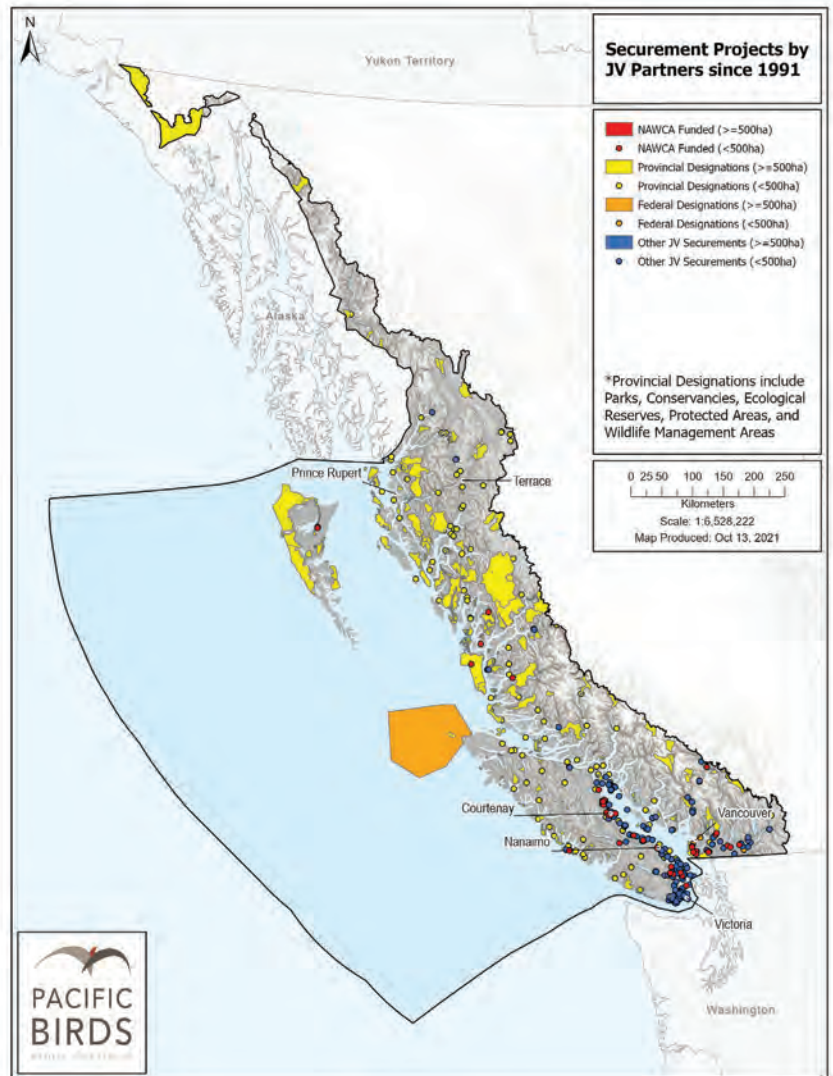 N
Yukon Territory
Securement Projects by
JV Partners since 1991
NAWCA Funded (>=500ha)
NAWCA Funded (<500ha)
Provincial Designations (>=500ha)
Provincial Designations (<500ha)
Federal Designations (>=500ha)
Federal Designations (<500ha)
Other JV Securements (>=500ha)
Other JV Securements (<500ha)
*Provincial Designations include
Parks, Conservancies, Ecological
Reserves, Protected Areas, and
Wildlife Management Areas
0 25 50 100 150 200 250
Kilometers
Scale: 1:6,528,222
Map Produced: Oct 13, 2021
Alaska
Prince Rupert
Terrace
Courtenay
Vancouver
Nanaimo
Victoria
Washington
PACIFIC
BIRDS